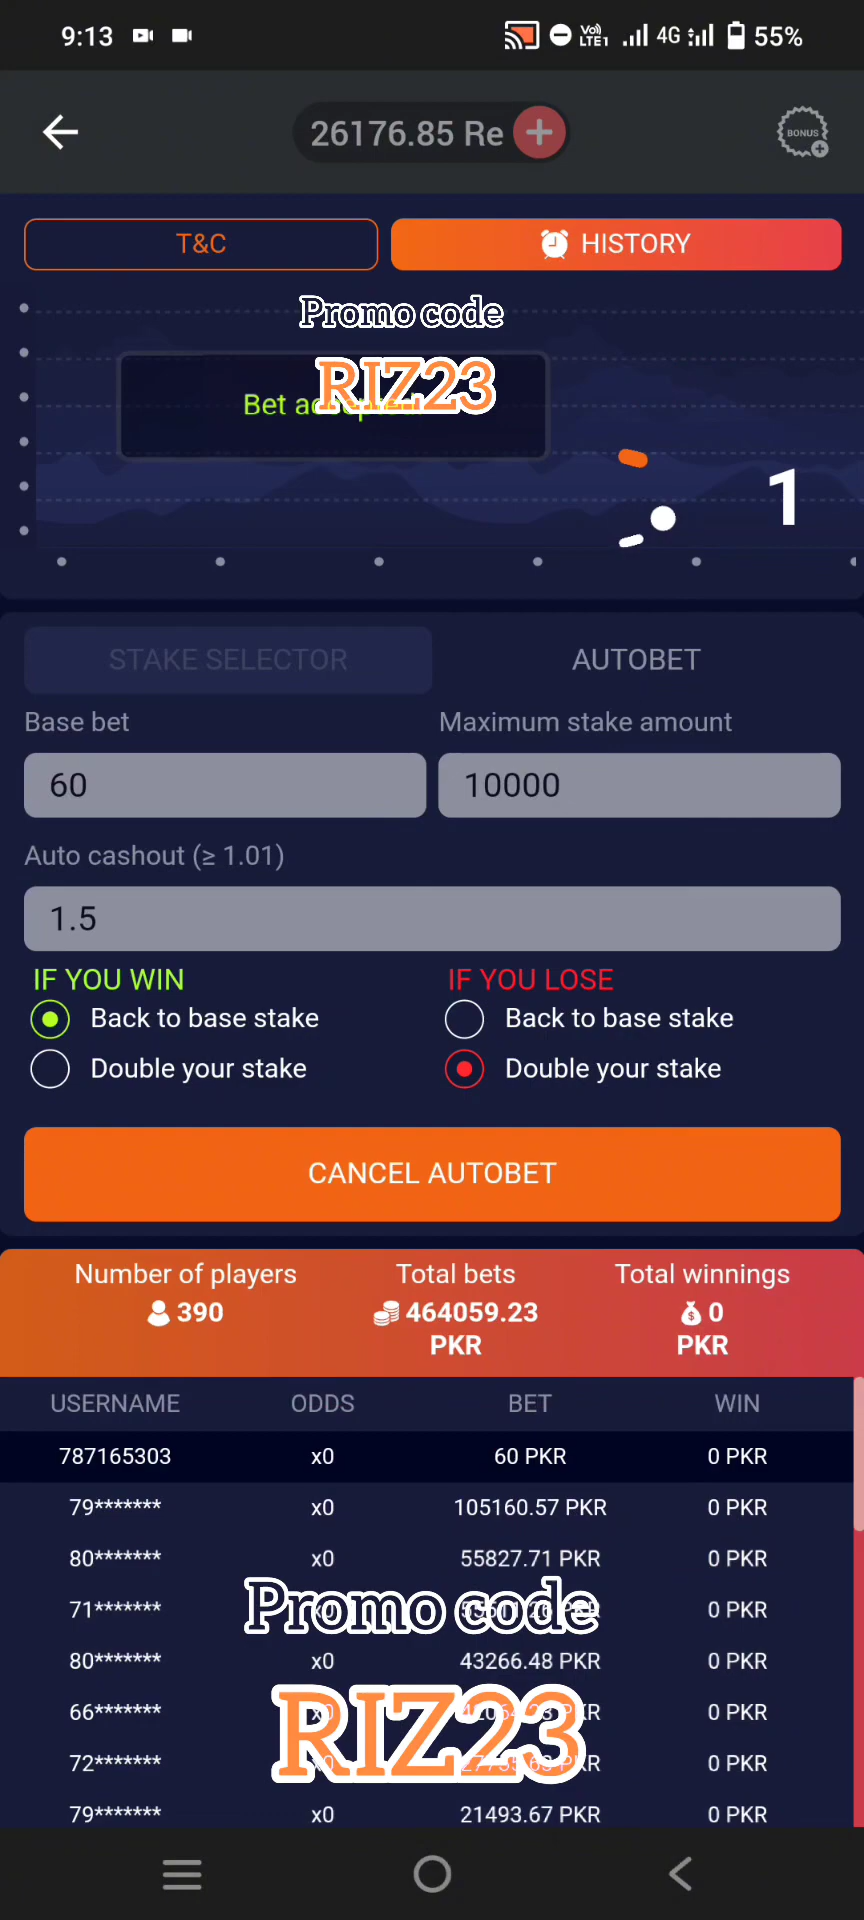 9:13 Vo) LTE1 4G 55%
26176.85 Re
BONUS
T&C
HISTORY
Promo code
RIZ23
Bet accepted
1
STAKE SELECTOR
AUTOBET
Base bet
Maximum stake amount
60
10000
Auto cashout (≥ 1.01)
1.5
IF YOU WIN
IF YOU LOSE
Back to base stake
Back to base stake
Double your stake
Double your stake
CANCEL AUTOBET
Number of players
Total bets
Total winnings
390
464059.23
0
PKR
PKR
USERNAME ODDS BET WIN
787165303 x0 60 PKR 0 PKR
79******* x0 105160.57 PKR 0 PKR
80******* x0 55827.71 PKR 0 PKR
71******* 0 PKR
Promo code
80******* x0 43266.48 PKR 0 PKR
66******* 0 PKR
RIZ23
72******* 0 PKR
79******* x0 21493.67 PKR 0 PKR